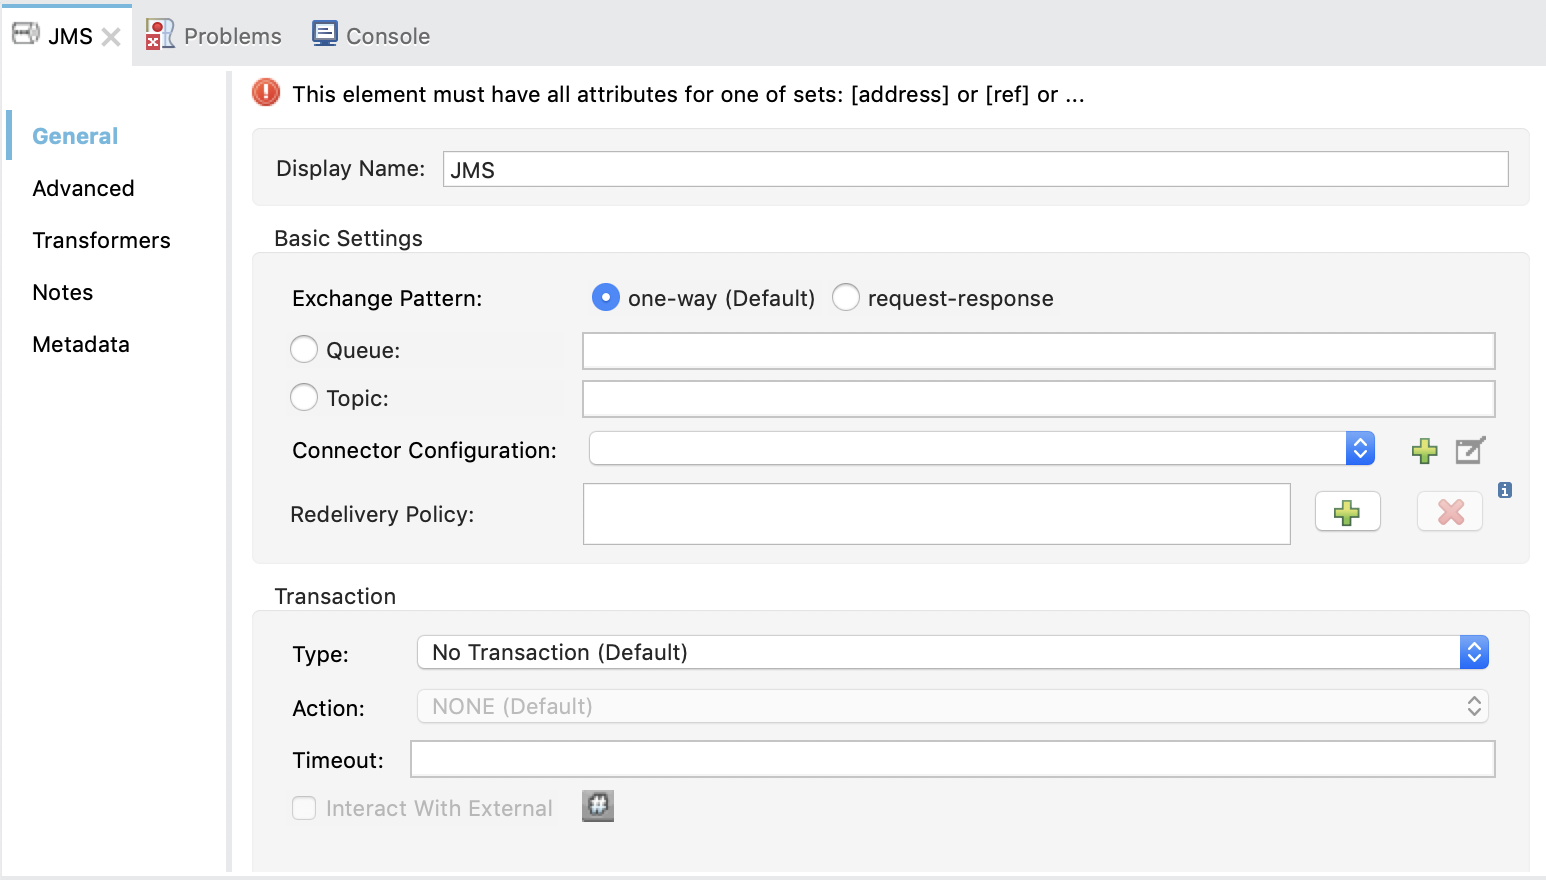 JMS
Problems
Console
General
Advanced
Transformers
Notes
Metadata
This element must have all attributes for one of sets: [address] or [ref] or ...
Display Name: JMS
Basic Settings
Exchange Pattern: one-way (Default) request-response
Queue:
Topic:
Connector Configuration:
Redelivery Policy:
Transaction
Type: No Transaction (Default)
Action: NONE (Default)
Timeout:
Interact With External #